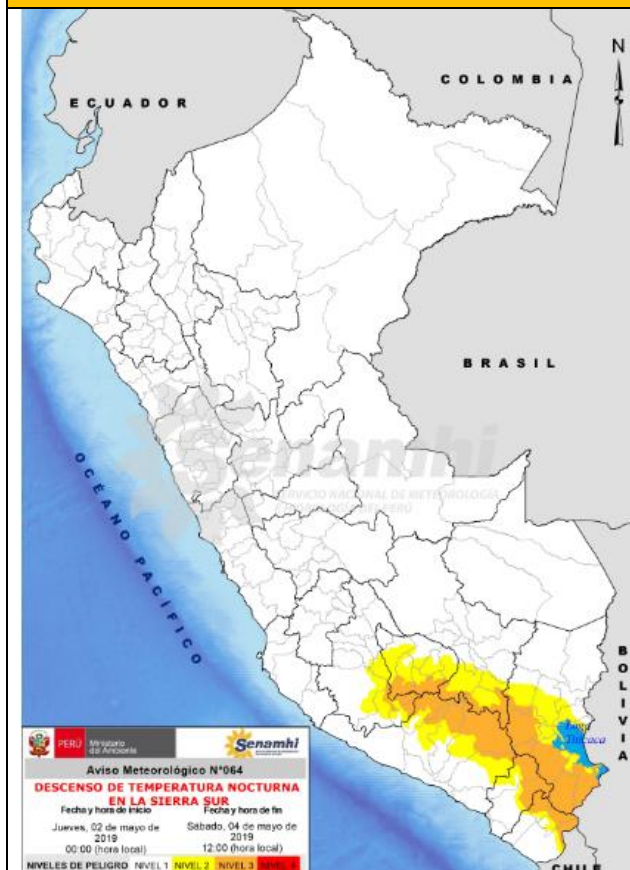 N
COLOMBIA
ECUADOR
BRASIL
Senamhi
SERVICIO NACIONAL DE METEOROLOGÍA
OCÉANO PACÍFICO
BOLIVIA
Lago
Titicaca
PERÚ Ministerio del Ambiente
Senamhi
Aviso Meteorológico N°064
DESCENSO DE TEMPERATURA NOCTURNA
EN LA SIERRA SUR
Fecha y hora de inicio Fecha y hora de fin
Jueves, 02 de mayo de Sábado, 04 de mayo de
2019 2019
00:00 (hora local) 12:00 (hora local)
NIVELES DE PELIGRO NIVEL 1 NIVEL 2 NIVEL 3 NIVEL 4
CHILE